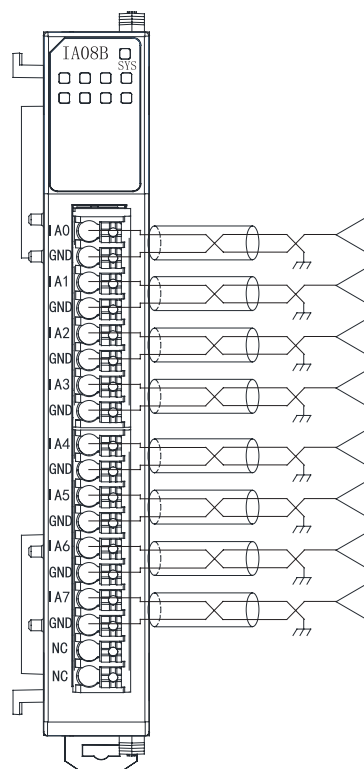 IA08B
SYS
IA0
GND
IA1
GND
IA2
GND
IA3
GND
IA4
GND
IA5
GND
IA6
GND
IA7
GND
NC
NC